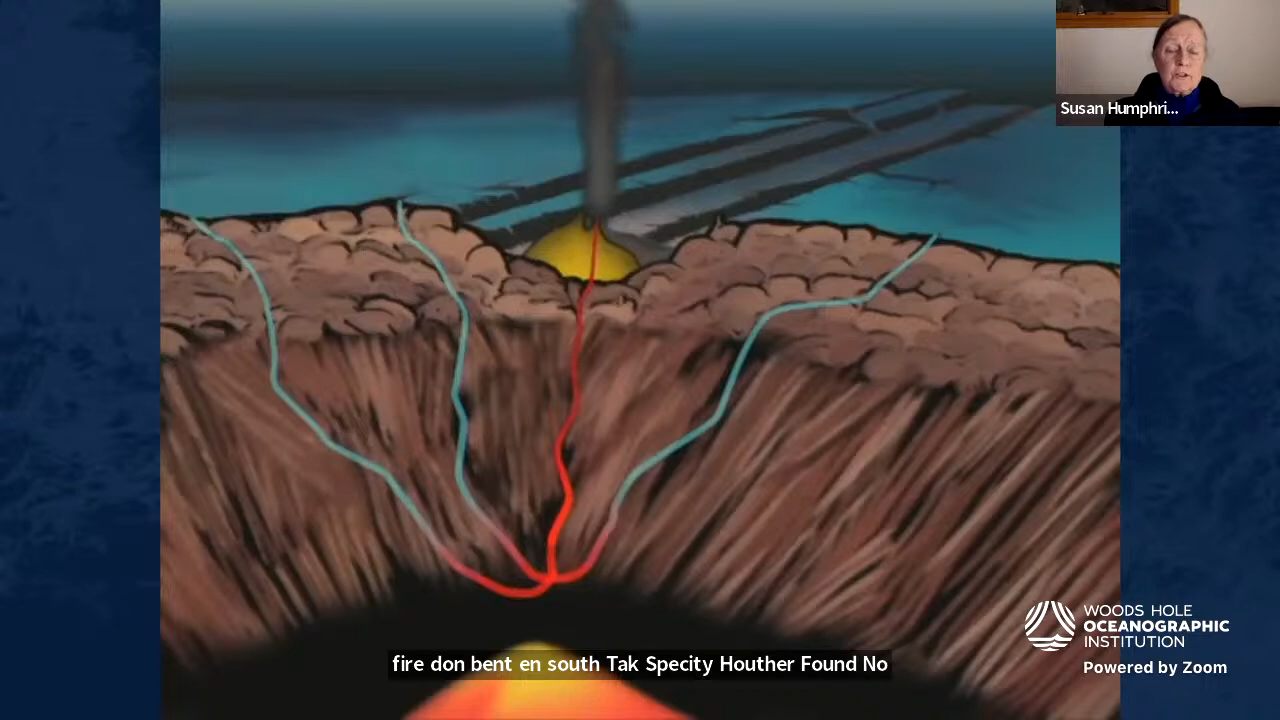 Susan Humphri...
WOODS HOLE
OCEANOGRAPHIC
INSTITUTION
fire don bent en south Tak Specity Houther Found No
Powered by Zoom